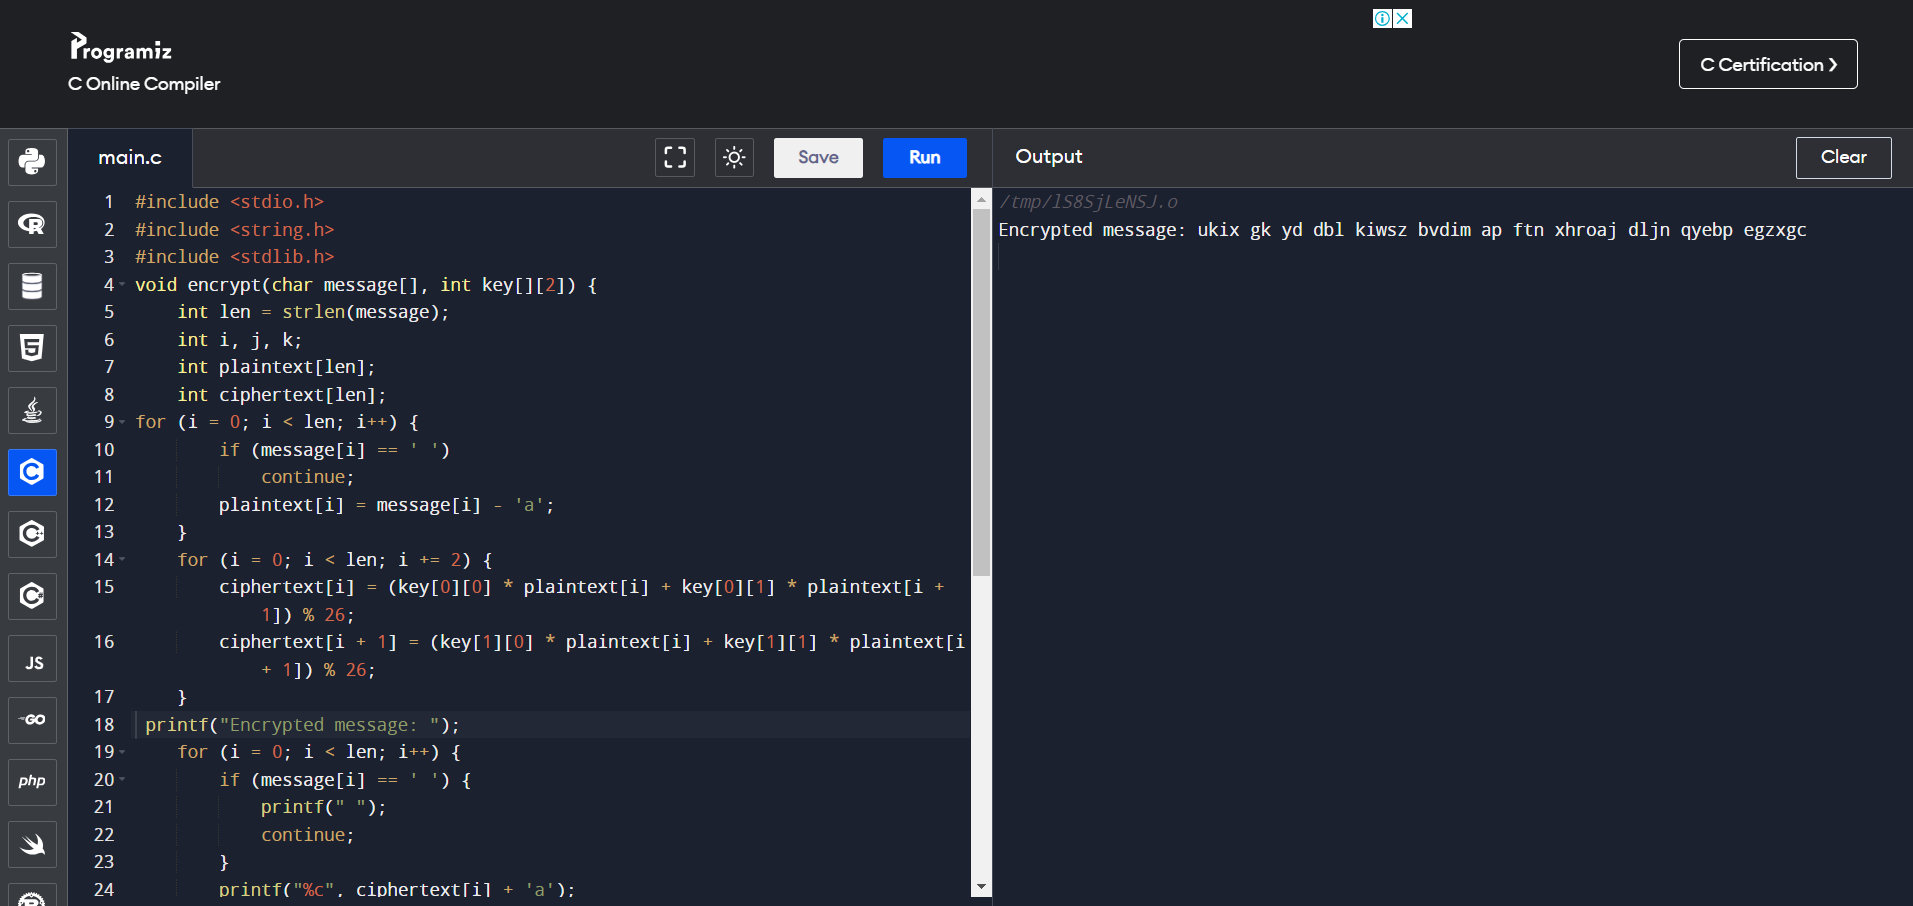 Programiz
C Online Compiler
C Certification ❯
main.c
Save
Run
Output
Clear
1 #include <stdio.h>
2 #include <string.h>
3 #include <stdlib.h>
4 void encrypt(char message[], int key[][2]) {
5     int len = strlen(message);
6     int i, j, k;
7     int plaintext[len];
8     int ciphertext[len];
9 for (i = 0; i < len; i++) {
10         if (message[i] == ' ')
11             continue;
12         plaintext[i] = message[i] - 'a';
13     }
14     for (i = 0; i < len; i += 2) {
15         ciphertext[i] = (key[0][0] * plaintext[i] + key[0][1] * plaintext[i +
1]) % 26;
16         ciphertext[i + 1] = (key[1][0] * plaintext[i] + key[1][1] * plaintext[i
+ 1]) % 26;
17     }
18  printf("Encrypted message: ");
19     for (i = 0; i < len; i++) {
20         if (message[i] == ' ') {
21             printf(" ");
22             continue;
23         }
24         printf("%c", ciphertext[i] + 'a');
/tmp/lS8SjLeNSJ.o
Encrypted message: ukix gk yd dbl kiwsz bvdim ap ftn xhroaj dljn qyebp egzxgc
R
5
C
C
C
JS
GO
php